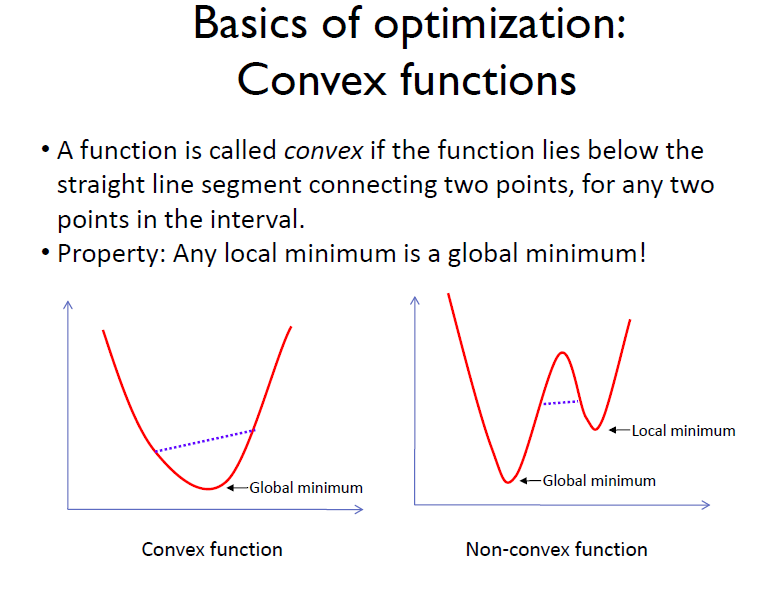 Basics of optimization:
Convex functions
• A function is called convex if the function lies below the
straight line segment connecting two points, for any two
points in the interval.
• Property: Any local minimum is a global minimum!
Local minimum
Global minimum
Global minimum
Convex function
Non-convex function